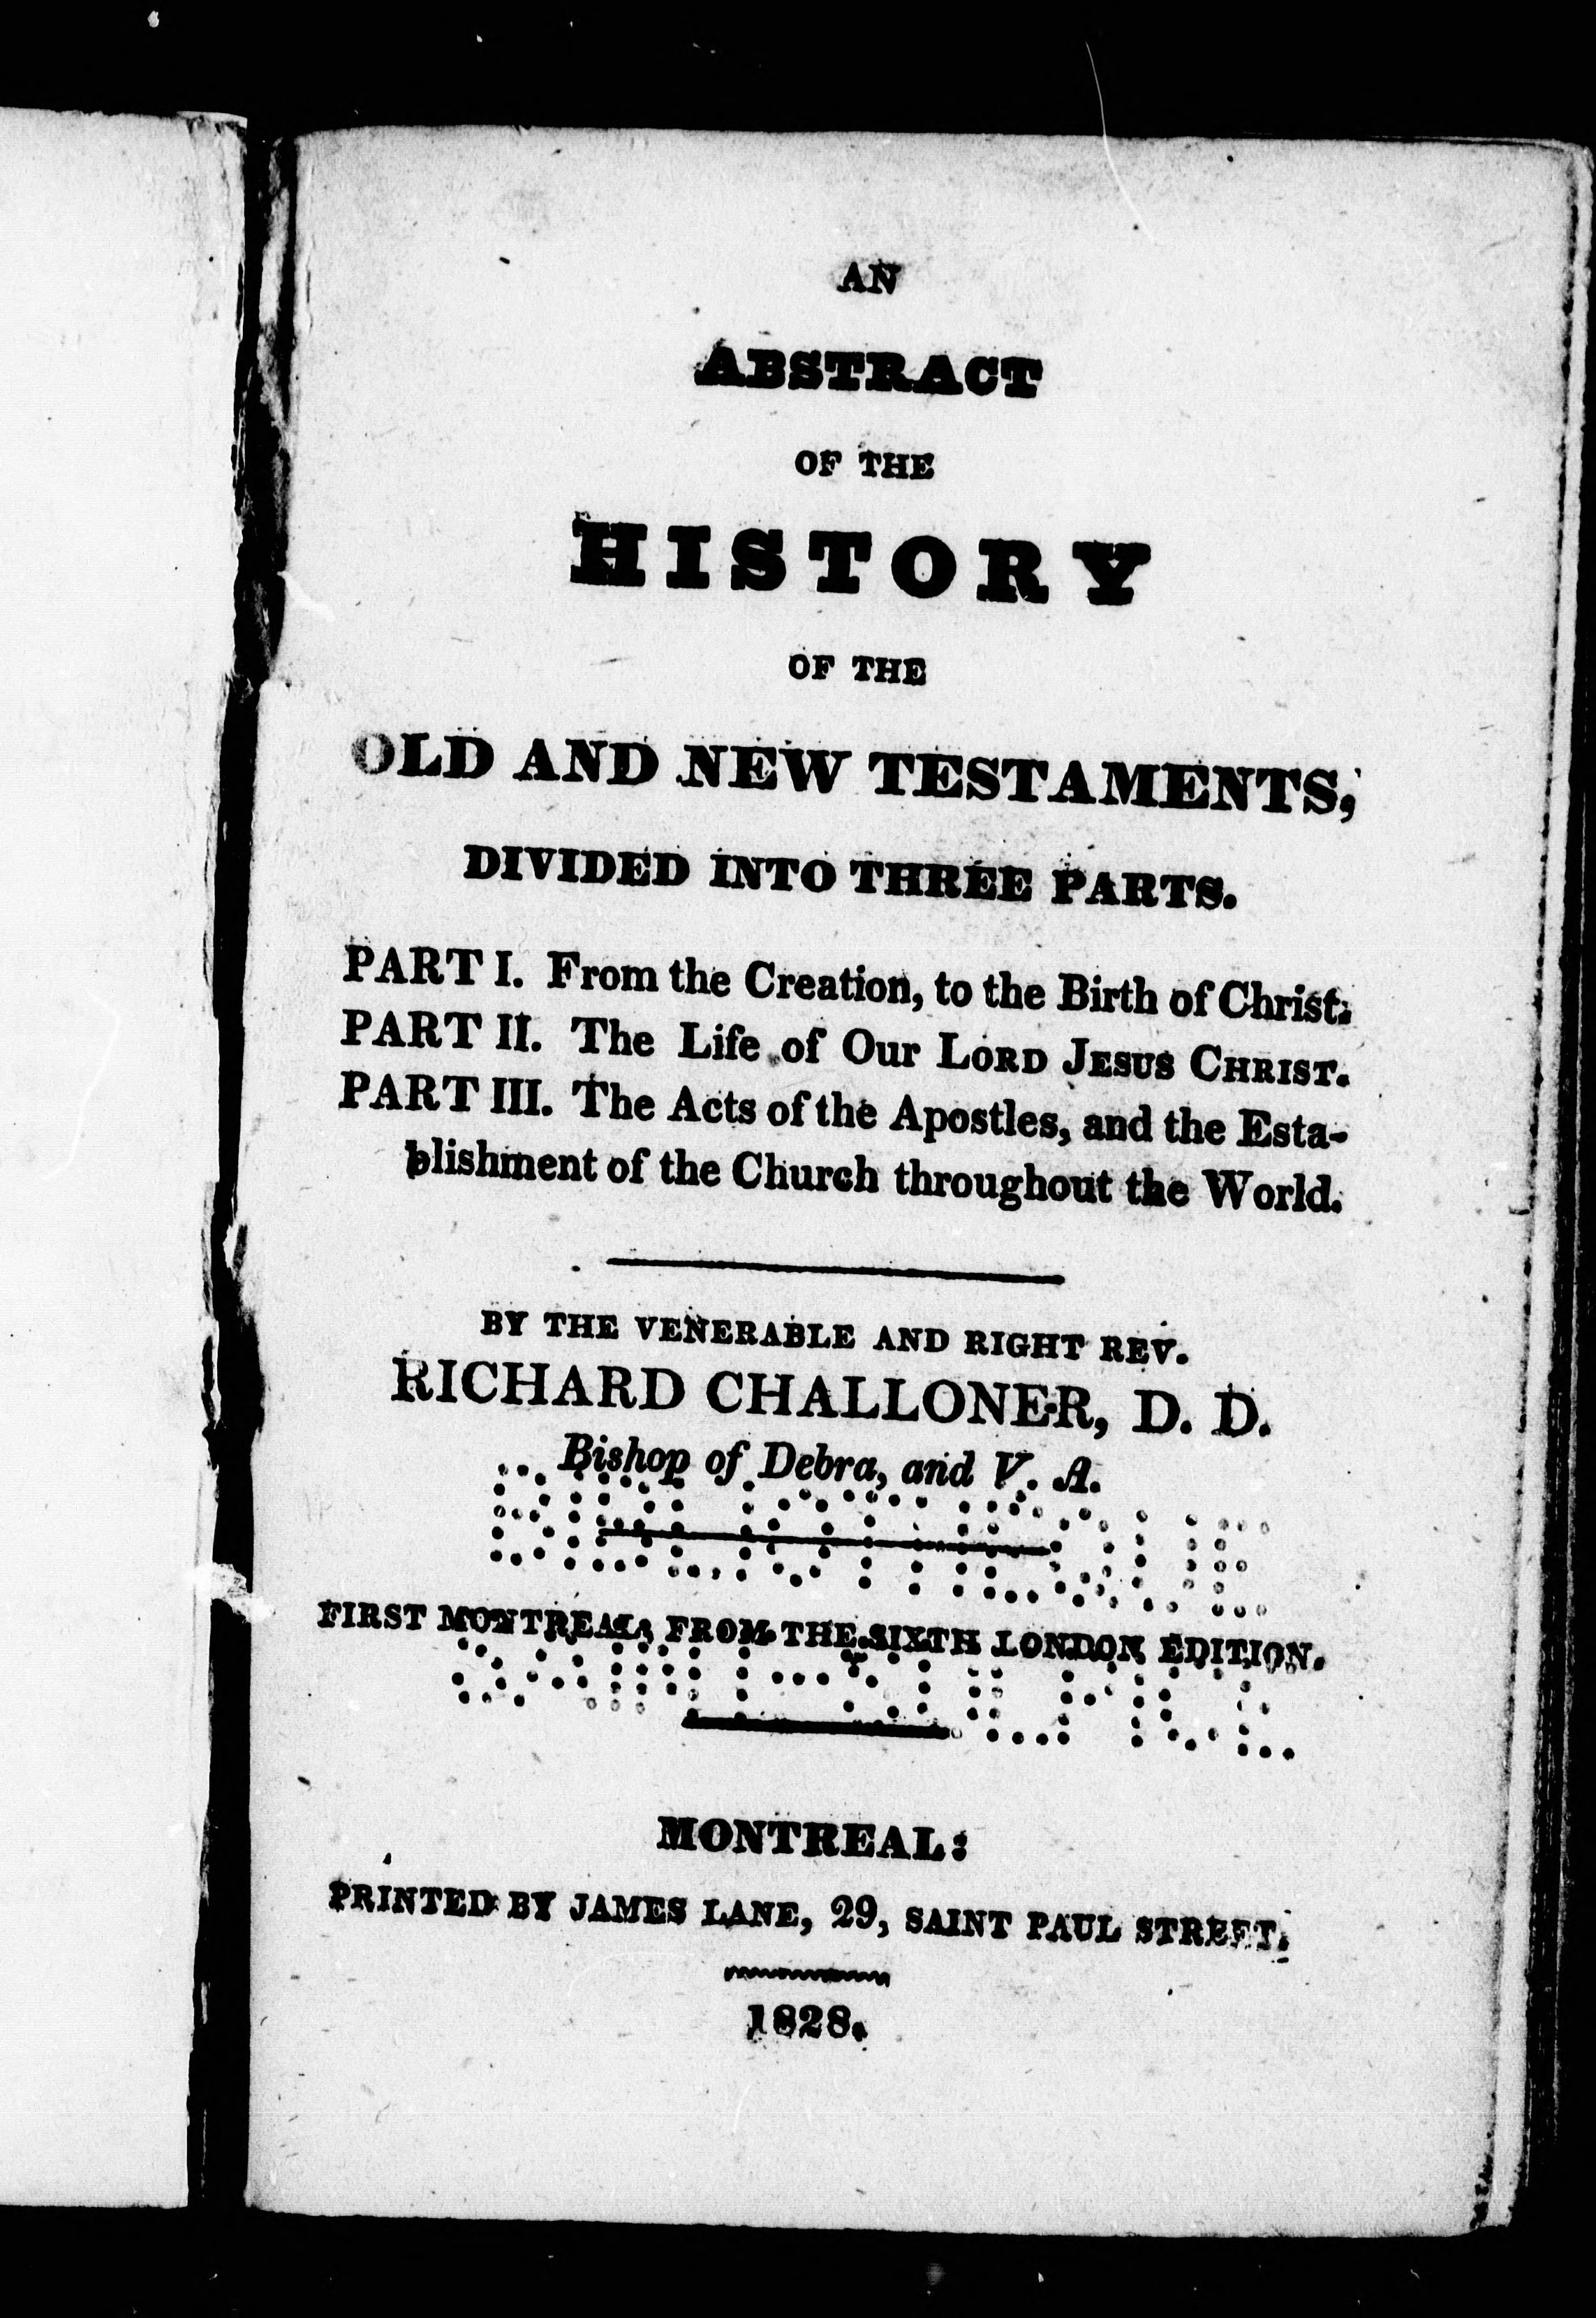 AN
ABSTRACT
OF THE
HISTORY
OF THE
OLD AND NEW TESTAMENTS,
DIVIDED INTO THREE PARTS.
PART I. From the Creation, to the Birth of Christ.
PART II. The Life of Our LORD JESUS CHRIST.
PART III. The Acts of the Apostles, and the Esta-
blishment of the Church throughout the World.
BY THE VENERABLE AND RIGHT REV.
RICHARD CHALLONER, D. D.
Bishop of Debra, and V. A.
FIRST MONTREAL, FROM THE SIXTH LONDON EDITION.
MONTREAL:
PRINTED BY JAMES LANE, 29, SAINT PAUL STREET.
1828.